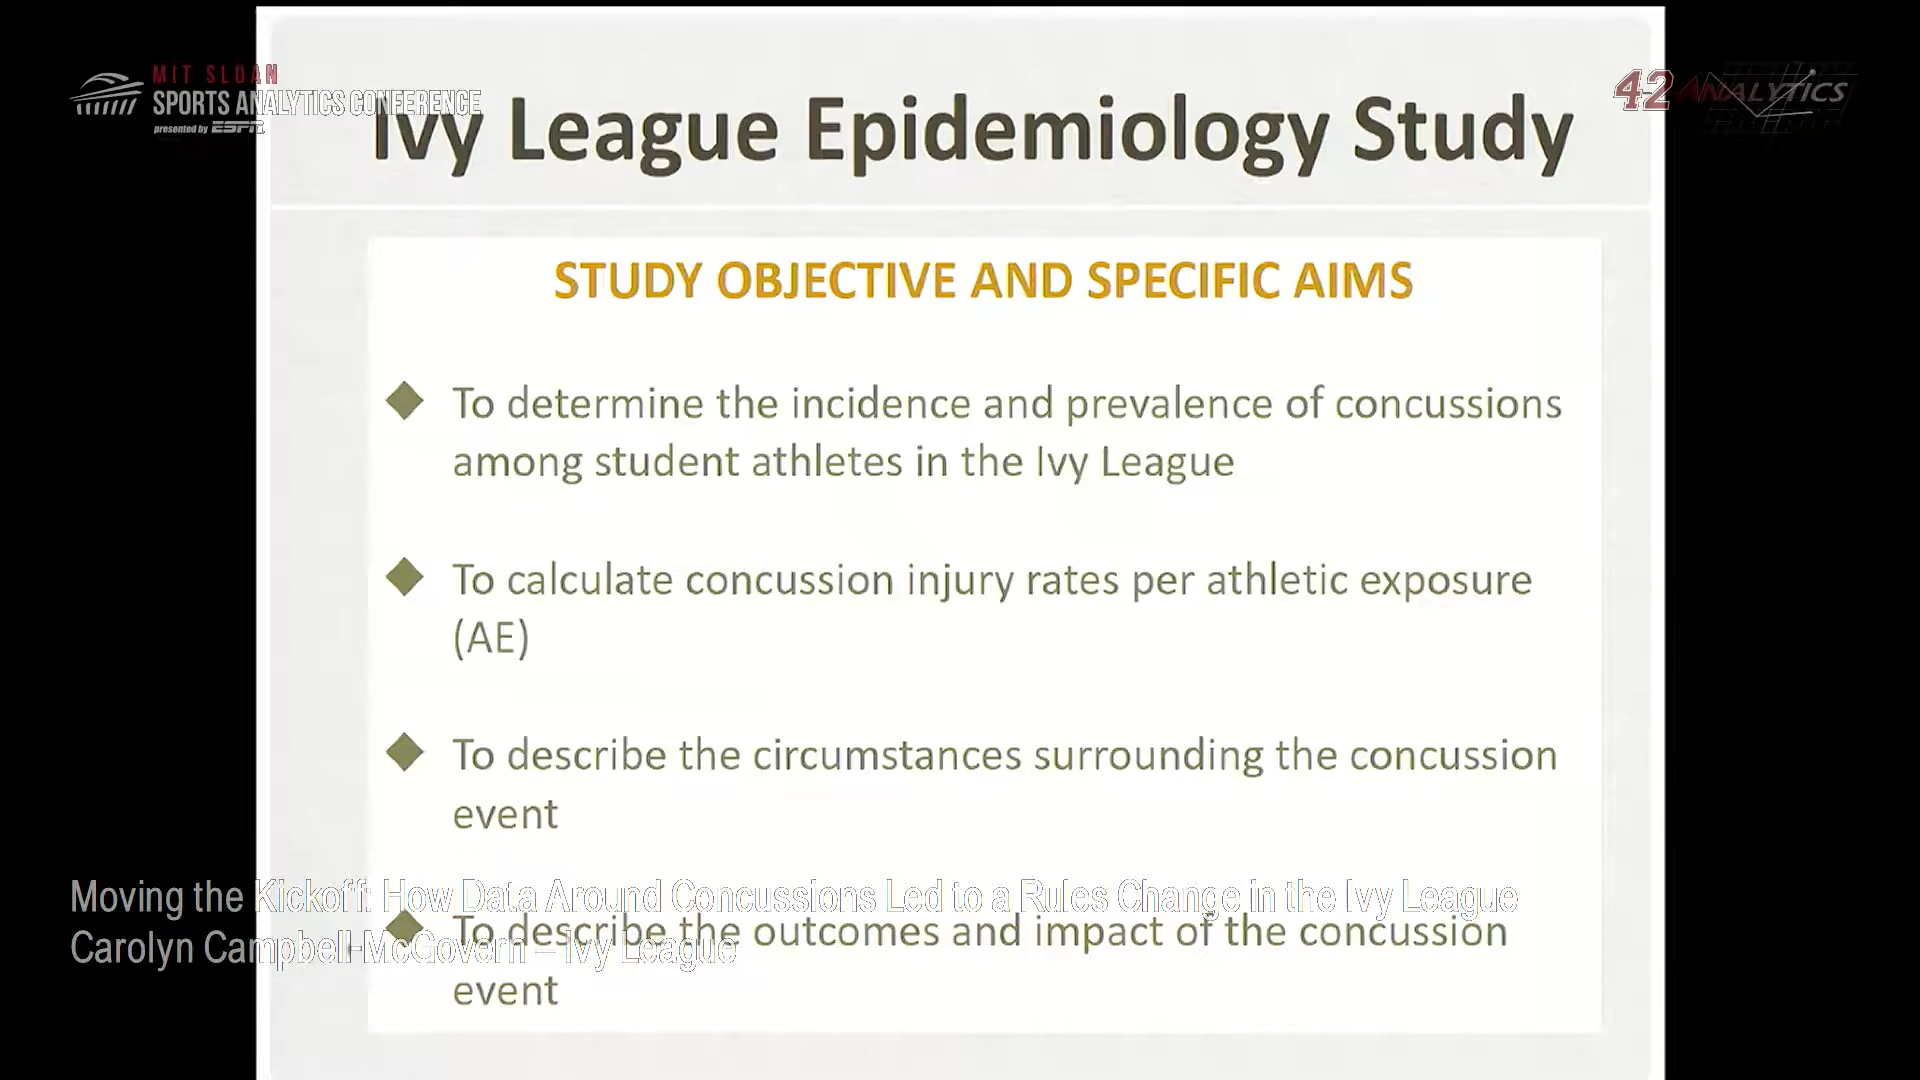 MIT SLOAN
SPORTS ANALYTICS CONFERENCE
presented by ESPN
42 ANALYTICS
Ivy League Epidemiology Study
STUDY OBJECTIVE AND SPECIFIC AIMS
To determine the incidence and prevalence of concussions
among student athletes in the Ivy League
To calculate concussion injury rates per athletic exposure
(AE)
To describe the circumstances surrounding the concussion
event
To describe the outcomes and impact of the concussion
event
Moving the Kickoff: How Data Around Concussions Led to a Rules Change in the Ivy League
Carolyn Campbell-McGovern – Ivy League